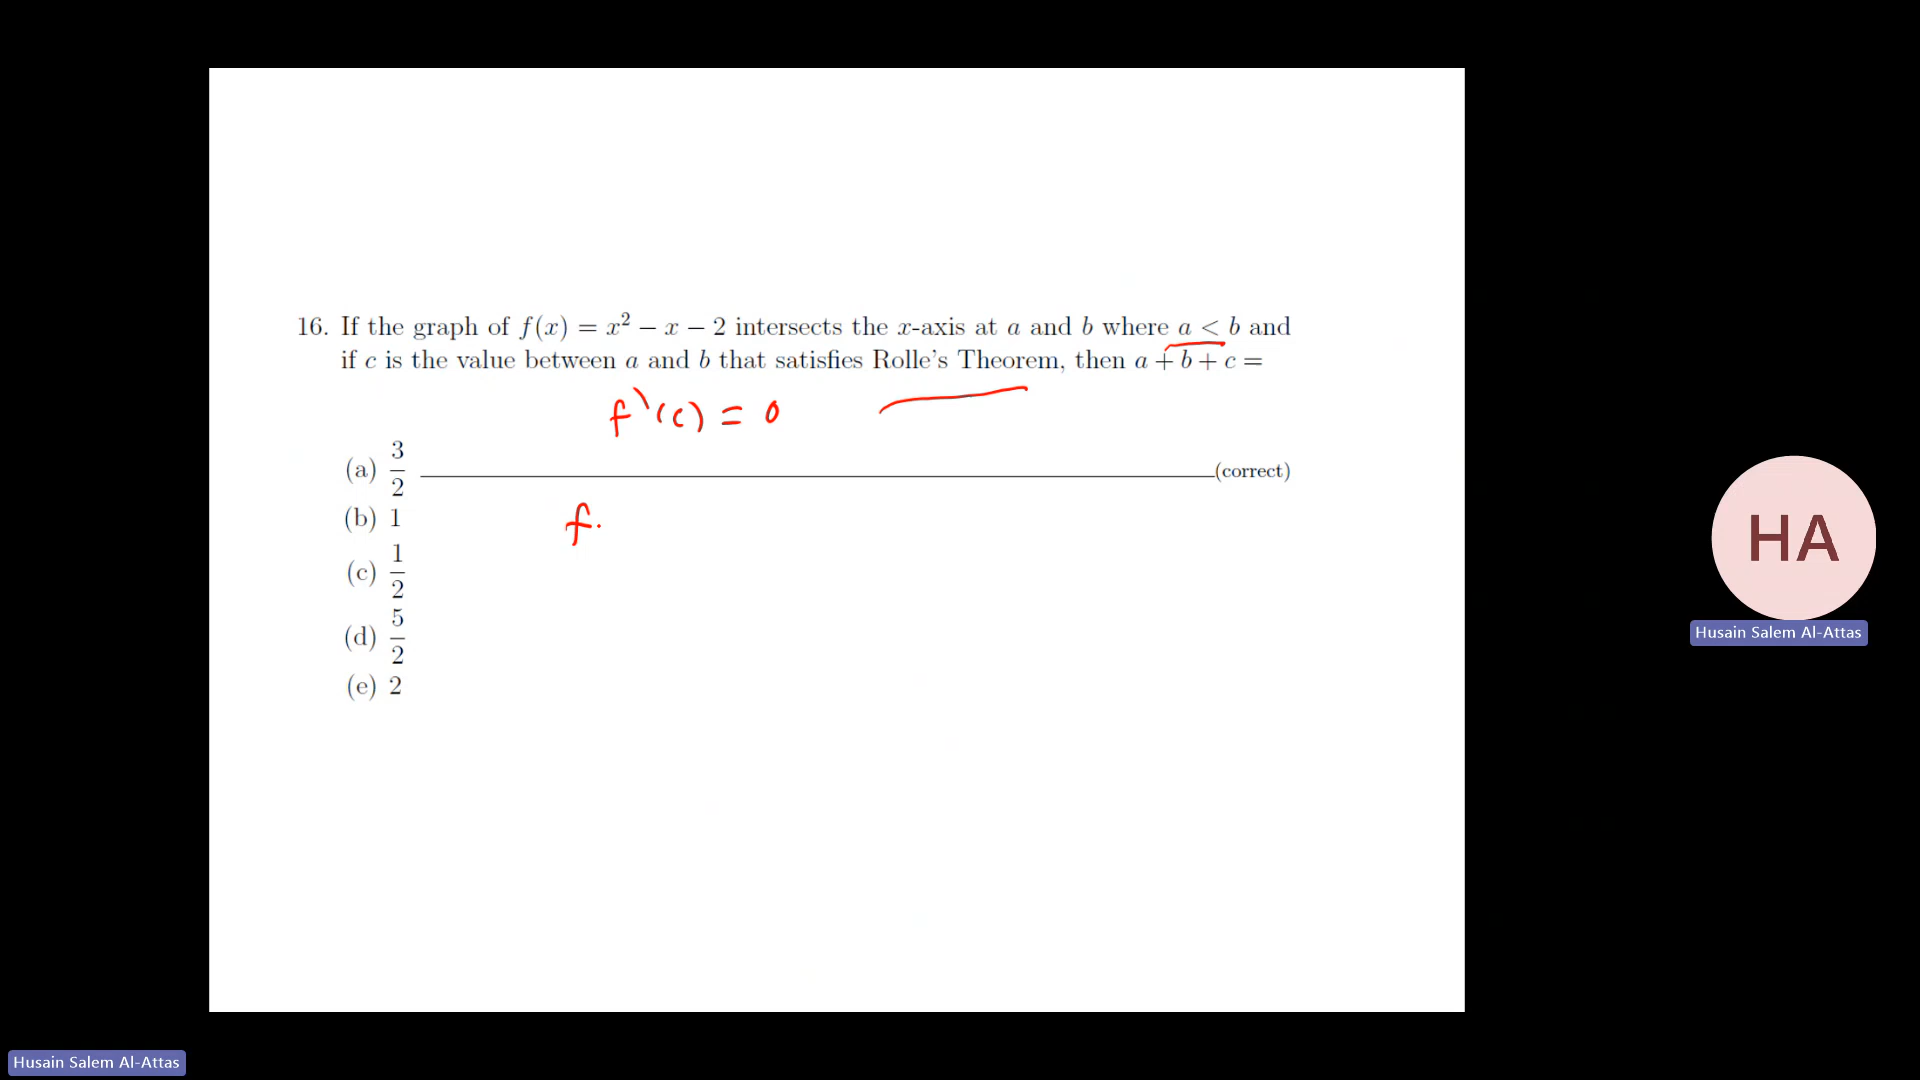 16. If the graph of f(x) = x² − x − 2 intersects the x-axis at a and b where a < b and
if c is the value between a and b that satisfies Rolle's Theorem, then a + b + c =
f'(c) = 0
(a) 3/2 (correct)
f.
(b) 1
(c) 1/2
(d) 5/2
(e) 2
HA
Husain Salem Al-Attas
Husain Salem Al-Attas